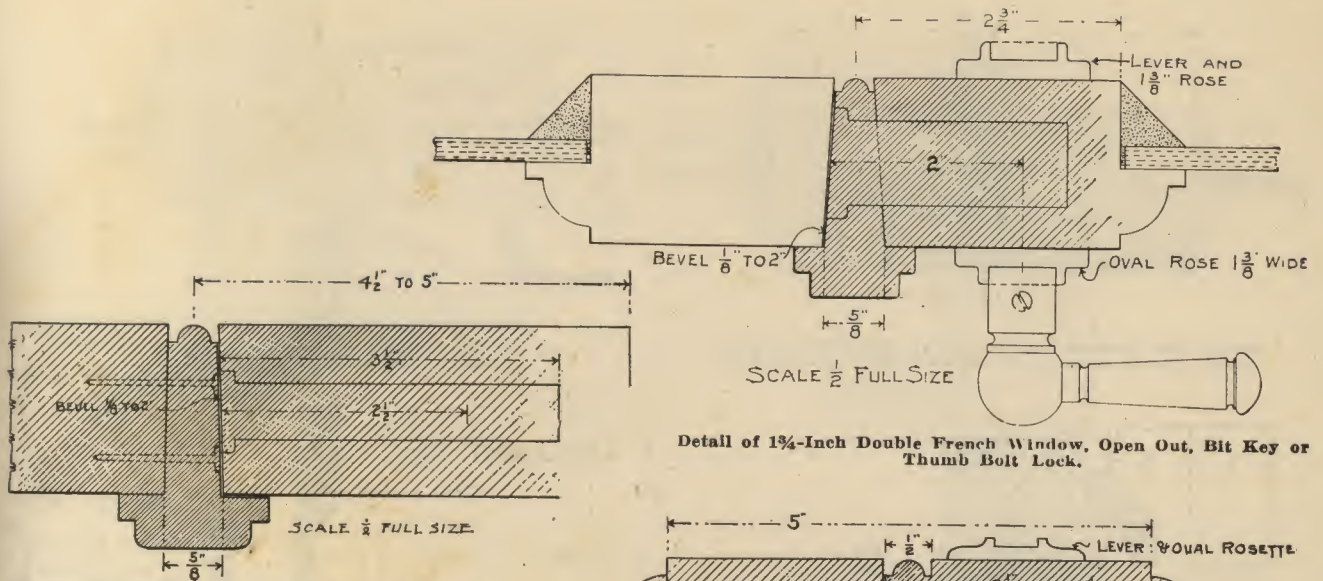 2 3/4"
LEVER AND
1 3/8" ROSE
2"
BEVEL 1/8" TO 2"
OVAL ROSE 1 3/8" WIDE
5/8"
SCALE 1/2 FULL SIZE
Detail of 1¾-Inch Double French Window, Open Out, Bit Key or
Thumb Bolt Lock.
4 1/2" TO 5"
3 1/2"
BEVEL 1/8 TO 2"
2 1/2"
SCALE 1/2 FULL SIZE
5/8"
5"
1/2"
LEVER & OVAL ROSETTE